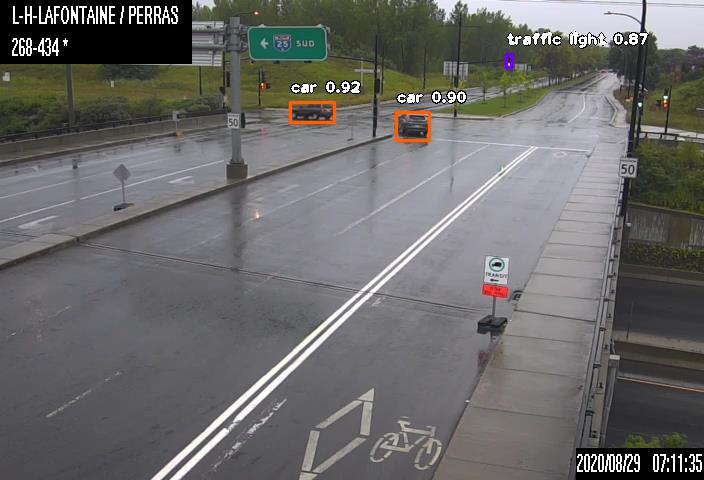 L-H-LAFONTAINE / PERRAS
268-434 *
traffic light 0.87
25 SUD
car 0.92
car 0.90
50
50
TRANSIT
2020/08/29 07:11:35